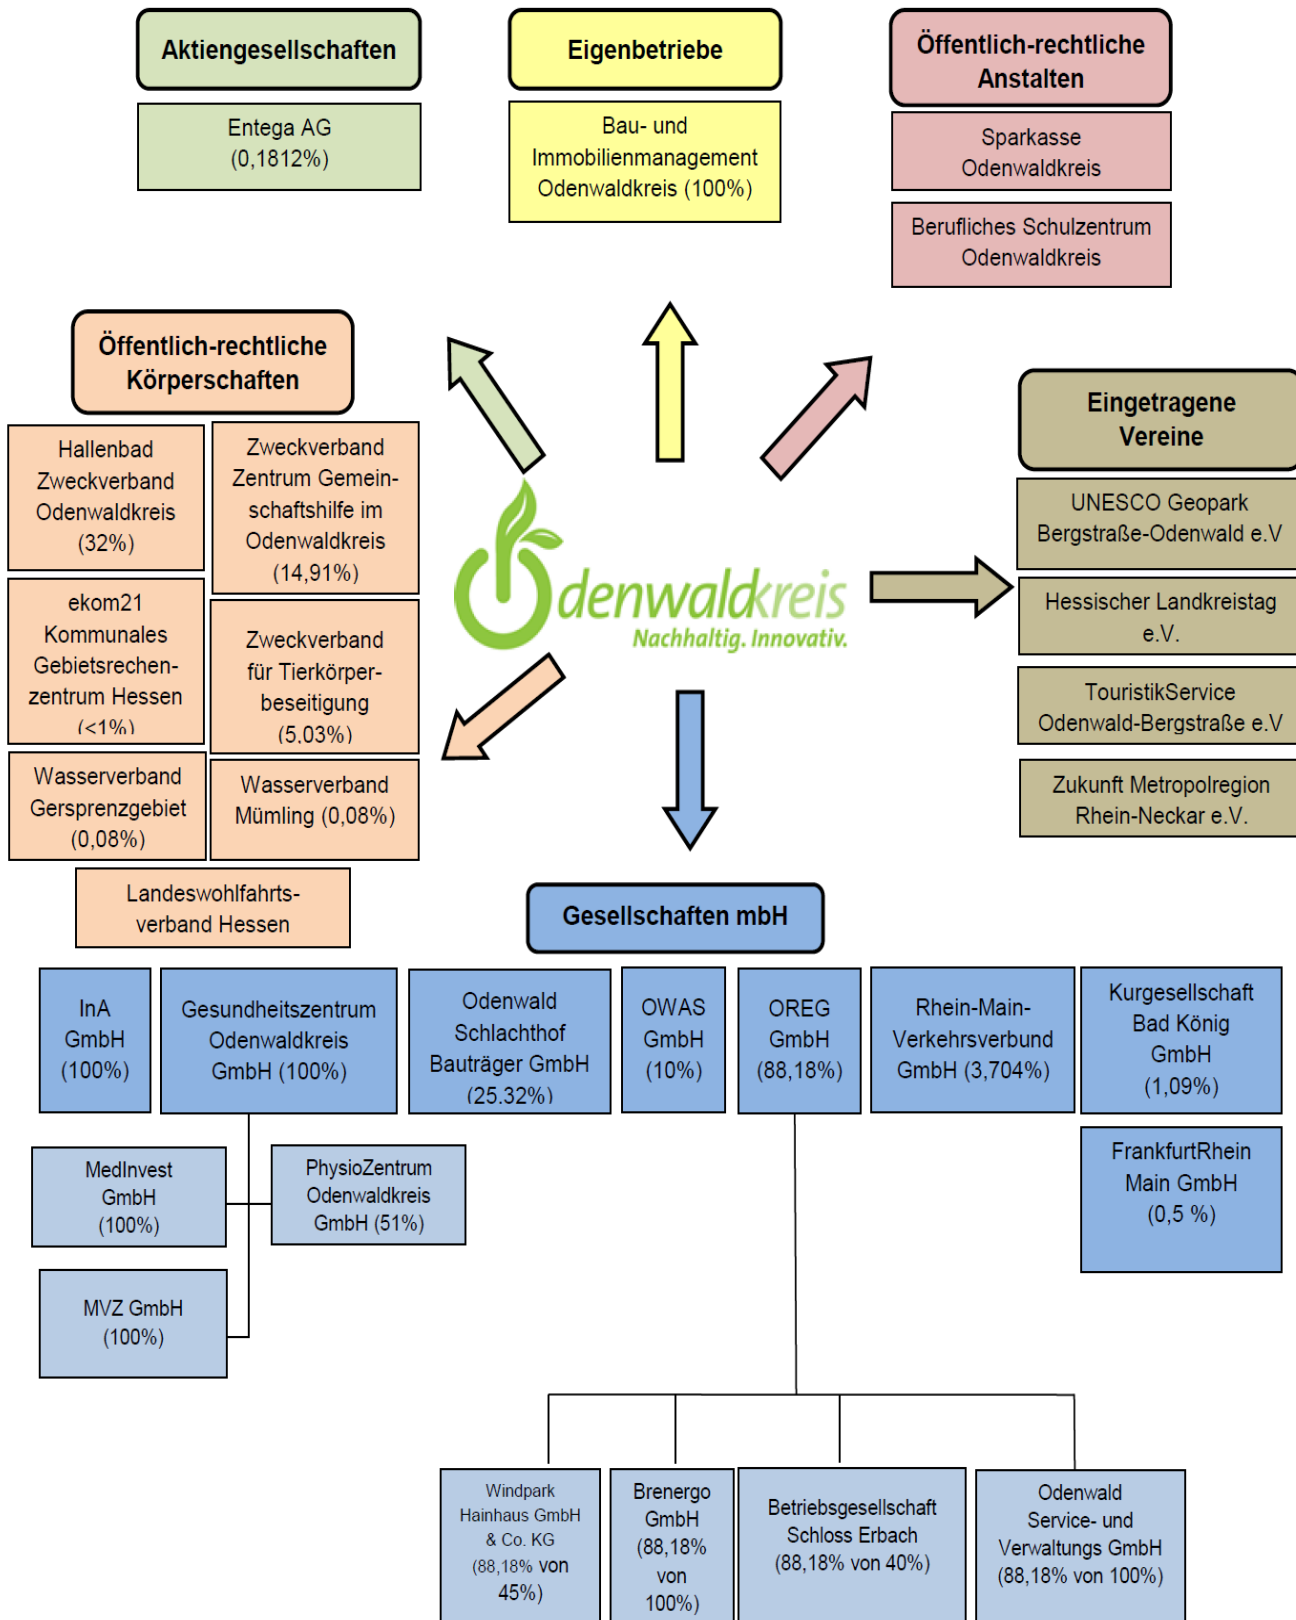 Aktiengesellschaften
Entega AG
(0,1812%)
Eigenbetriebe
Bau- und
Immobilienmanagement
Odenwaldkreis (100%)
Öffentlich-rechtliche
Anstalten
Sparkasse
Odenwaldkreis
Berufliches Schulzentrum
Odenwaldkreis
Öffentlich-rechtliche
Körperschaften
Hallenbad
Zweckverband
Odenwaldkreis
(32%)
Zweckverband
Zentrum Gemein-
schaftshilfe im
Odenwaldkreis
(14,91%)
ekom21
Kommunales
Gebietsrechen-
zentrum Hessen
(<1%)
Zweckverband
für Tierkörper-
beseitigung
(5,03%)
Wasserverband
Gersprenzgebiet
(0,08%)
Wasserverband
Mümling (0,08%)
Landeswohlfahrts-
verband Hessen
Odenwaldkreis
Nachhaltig. Innovativ.
Eingetragene
Vereine
UNESCO Geopark
Bergstraße-Odenwald e.V
Hessischer Landkreistag
e.V.
TouristikService
Odenwald-Bergstraße e.V
Zukunft Metropolregion
Rhein-Neckar e.V.
Gesellschaften mbH
InA
GmbH
(100%)
Gesundheitszentrum
Odenwaldkreis
GmbH (100%)
Odenwald
Schlachthof
Bauträger GmbH
(25.32%)
OWAS
GmbH
(10%)
OREG
GmbH
(88,18%)
Rhein-Main-
Verkehrsverbund
GmbH (3,704%)
Kurgesellschaft
Bad König
GmbH
(1,09%)
FrankfurtRhein
Main GmbH
(0,5 %)
MedInvest
GmbH
(100%)
PhysioZentrum
Odenwaldkreis
GmbH (51%)
MVZ GmbH
(100%)
Windpark
Hainhaus GmbH
& Co. KG
(88,18% von
45%)
Brenergo
GmbH
(88,18%
von
100%)
Betriebsgesellschaft
Schloss Erbach
(88,18% von 40%)
Odenwald
Service- und
Verwaltungs GmbH
(88,18% von 100%)